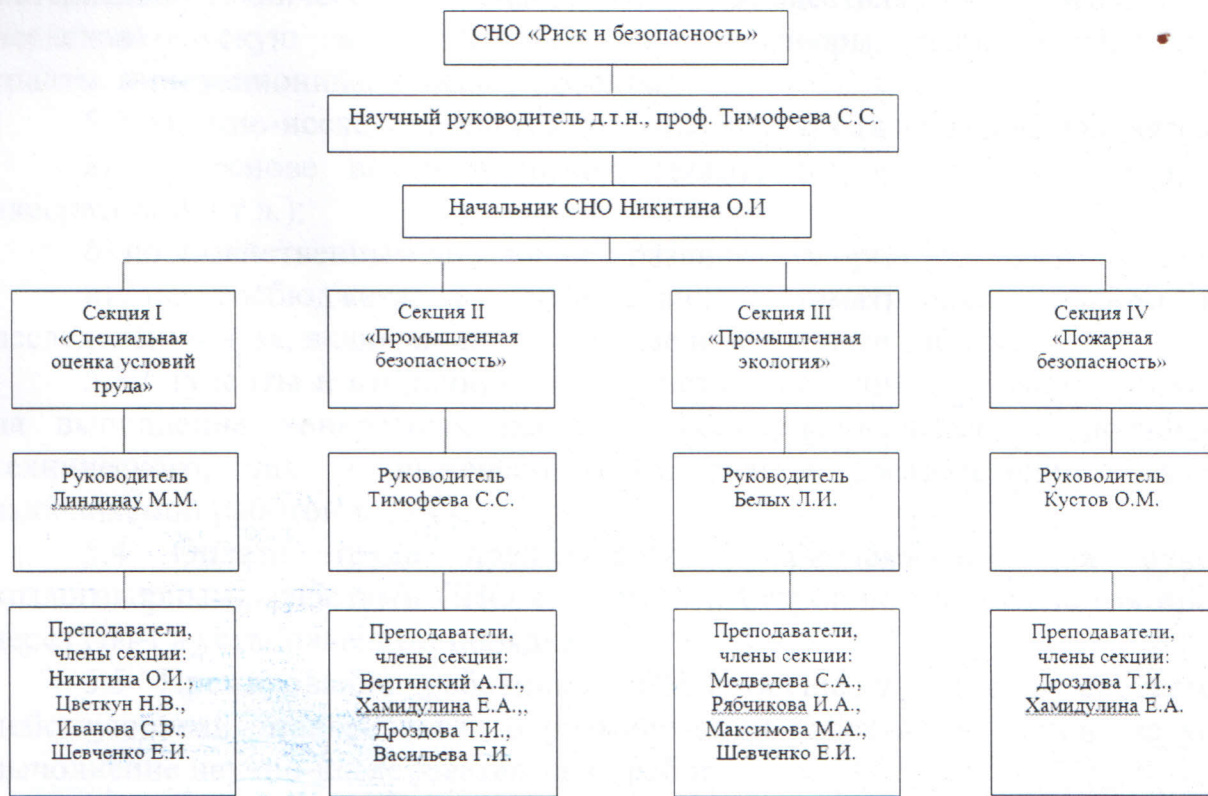 СНО «Риск и безопасность»
Научный руководитель д.т.н., проф. Тимофеева С.С.
Начальник СНО Никитина О.И
Секция I
«Специальная
оценка условий
труда»
Секция II
«Промышленная
безопасность»
Секция III
«Промышленная
экология»
Секция IV
«Пожарная
безопасность»
Руководитель
Линдинау М.М.
Руководитель
Тимофеева С.С.
Руководитель
Белых Л.И.
Руководитель
Кустов О.М.
Преподаватели,
члены секции:
Никитина О.И.,
Цветкун Н.В.,
Иванова С.В.,
Шевченко Е.И.
Преподаватели,
члены секции:
Вертинский А.П.,
Хамидулина Е.А.,,
Дроздова Т.И.,
Васильева Г.И.
Преподаватели,
члены секции:
Медведева С.А.,
Рябчикова И.А.,
Максимова М.А.,
Шевченко Е.И.
Преподаватели,
члены секции:
Дроздова Т.И.,
Хамидулина Е.А.